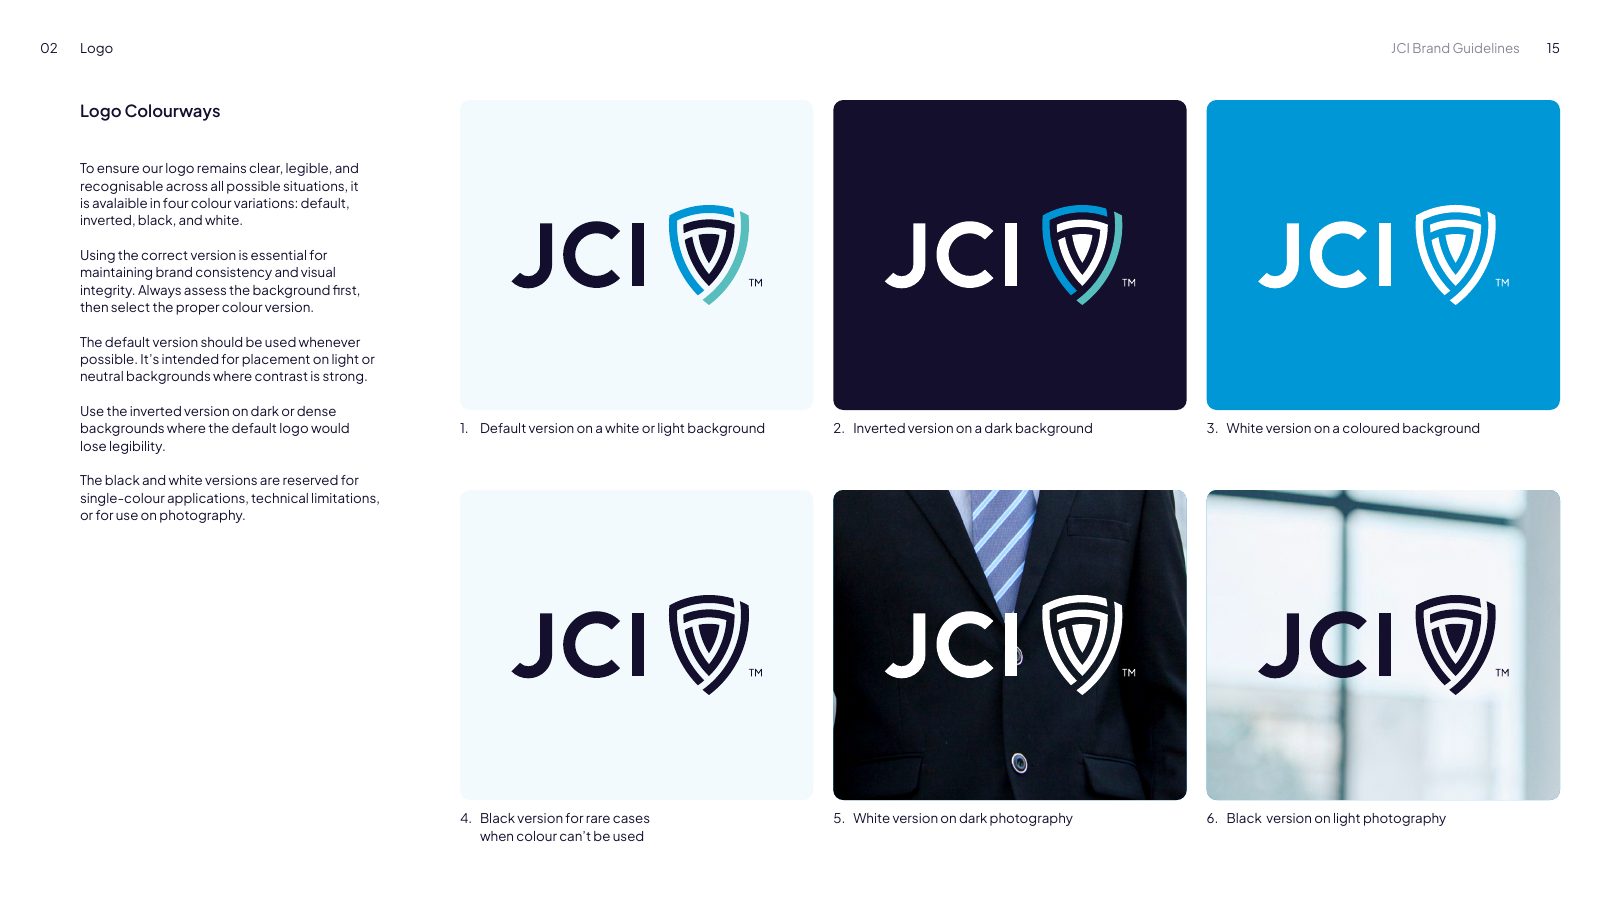 02 Logo
JCI Brand Guidelines 15
Logo Colourways
To ensure our logo remains clear, legible, and
recognisable across all possible situations, it
is avalaible in four colour variations: default,
inverted, black, and white.
Using the correct version is essential for
maintaining brand consistency and visual
integrity. Always assess the background first,
then select the proper colour version.
The default version should be used whenever
possible. It's intended for placement on light or
neutral backgrounds where contrast is strong.
Use the inverted version on dark or dense
backgrounds where the default logo would
lose legibility.
The black and white versions are reserved for
single-colour applications, technical limitations,
or for use on photography.
JCI TM
1. Default version on a white or light background
JCI TM
2. Inverted version on a dark background
JCI TM
3. White version on a coloured background
JCI TM
4. Black version for rare cases
when colour can't be used
JCI TM
5. White version on dark photography
JCI TM
6. Black version on light photography